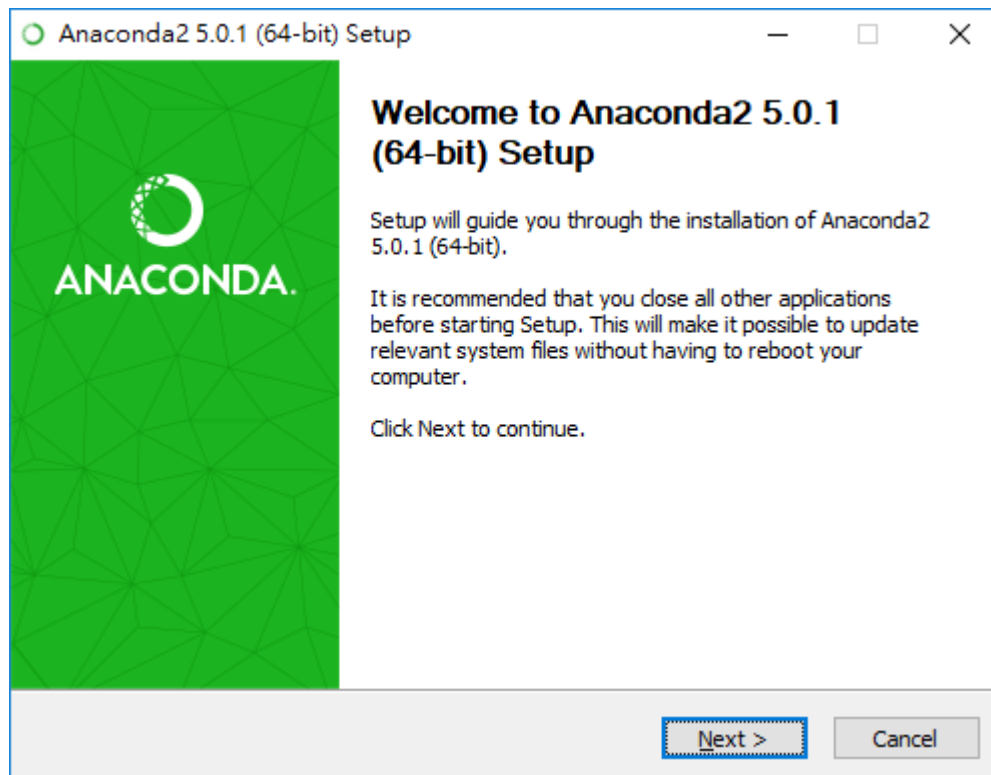 Anaconda2 5.0.1 (64-bit) Setup
ANACONDA.
Welcome to Anaconda2 5.0.1
(64-bit) Setup
Setup will guide you through the installation of Anaconda2
5.0.1 (64-bit).
It is recommended that you close all other applications
before starting Setup. This will make it possible to update
relevant system files without having to reboot your
computer.
Click Next to continue.
Next >
Cancel